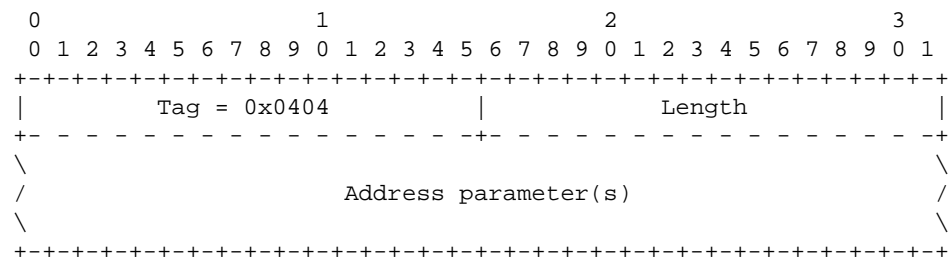 0                   1                   2                   3
 0 1 2 3 4 5 6 7 8 9 0 1 2 3 4 5 6 7 8 9 0 1 2 3 4 5 6 7 8 9 0 1
+-+-+-+-+-+-+-+-+-+-+-+-+-+-+-+-+-+-+-+-+-+-+-+-+-+-+-+-+-+-+-+-+
|         Tag = 0x0404          |            Length             |
+- - - - - - - - - - - - - - - -+- - - - - - - - - - - - - - - -+
\                                                               \
/                     Address parameter(s)                      /
\                                                               \
+-+-+-+-+-+-+-+-+-+-+-+-+-+-+-+-+-+-+-+-+-+-+-+-+-+-+-+-+-+-+-+-+